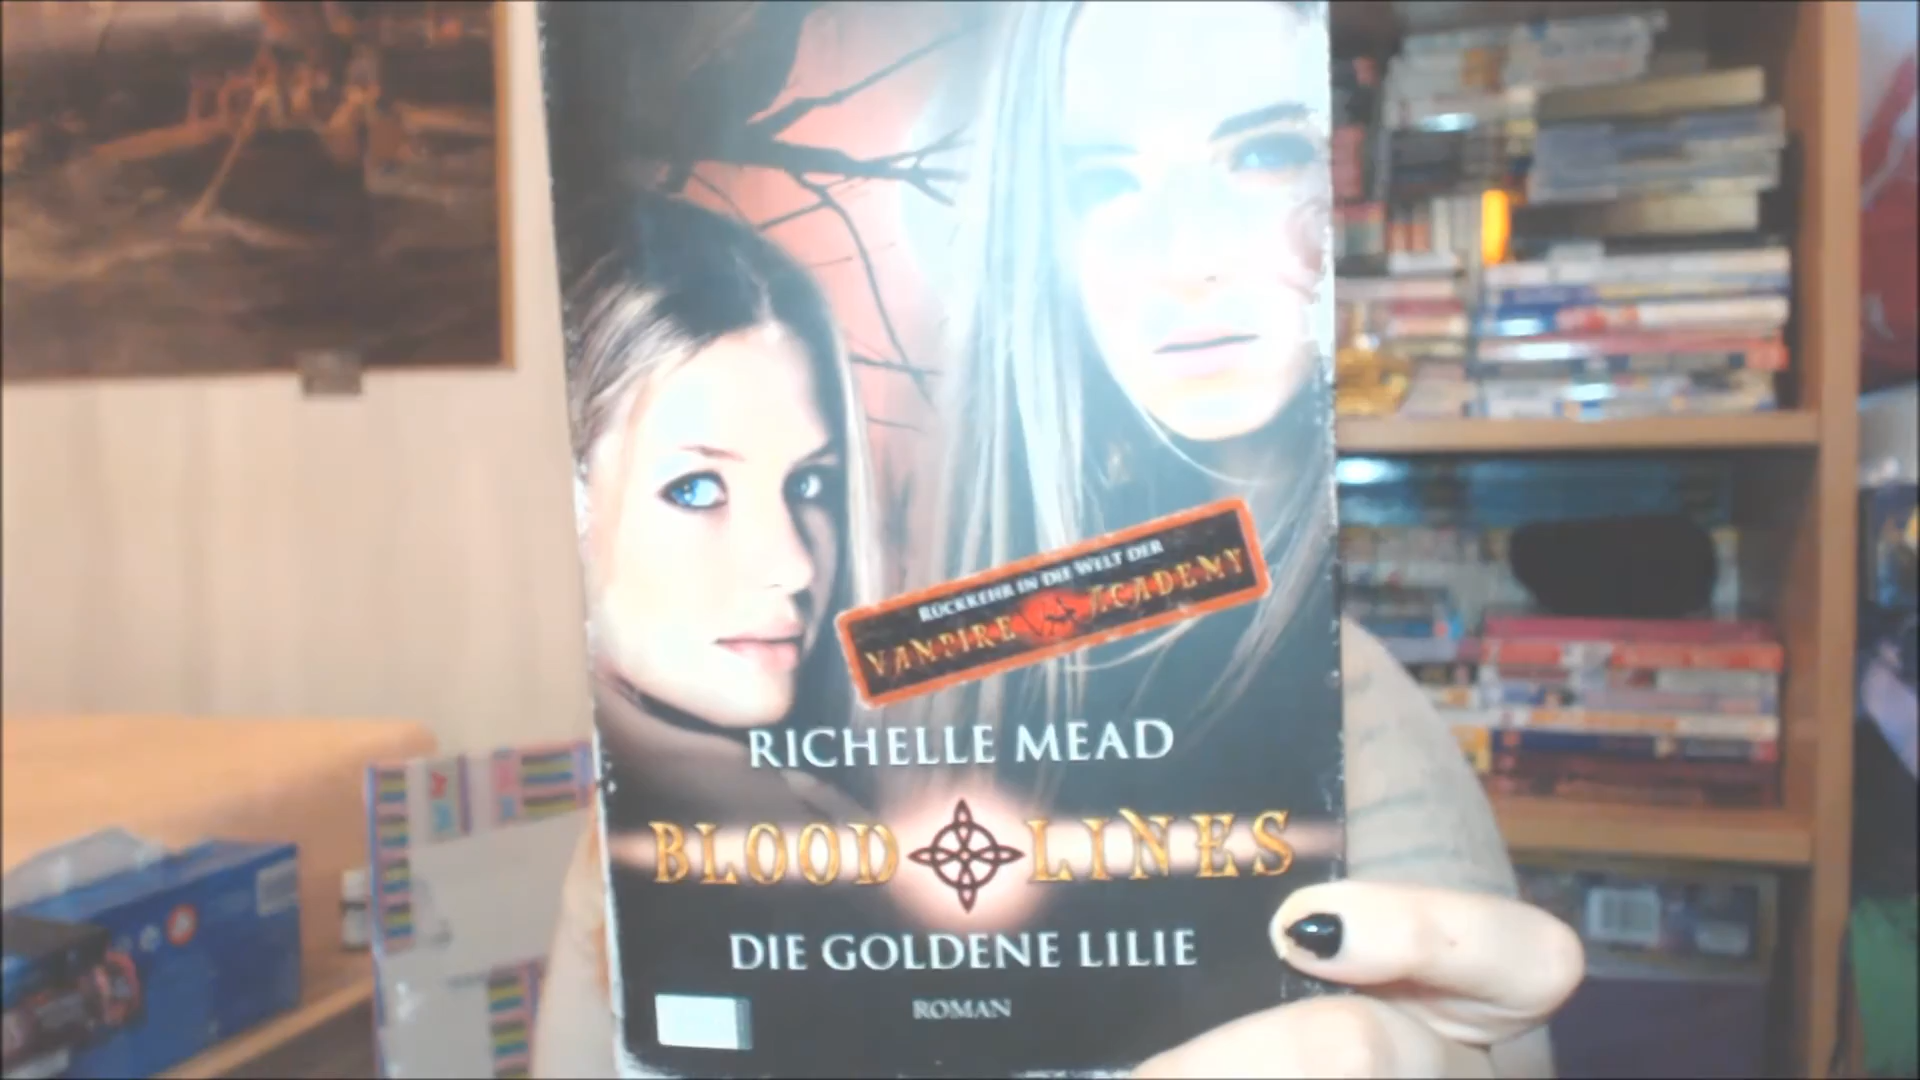 RÜCKKEHR IN DIE WELT DER
VAMPIRE ACADEMY
RICHELLE MEAD
BLOOD LINES
DIE GOLDENE LILIE
ROMAN